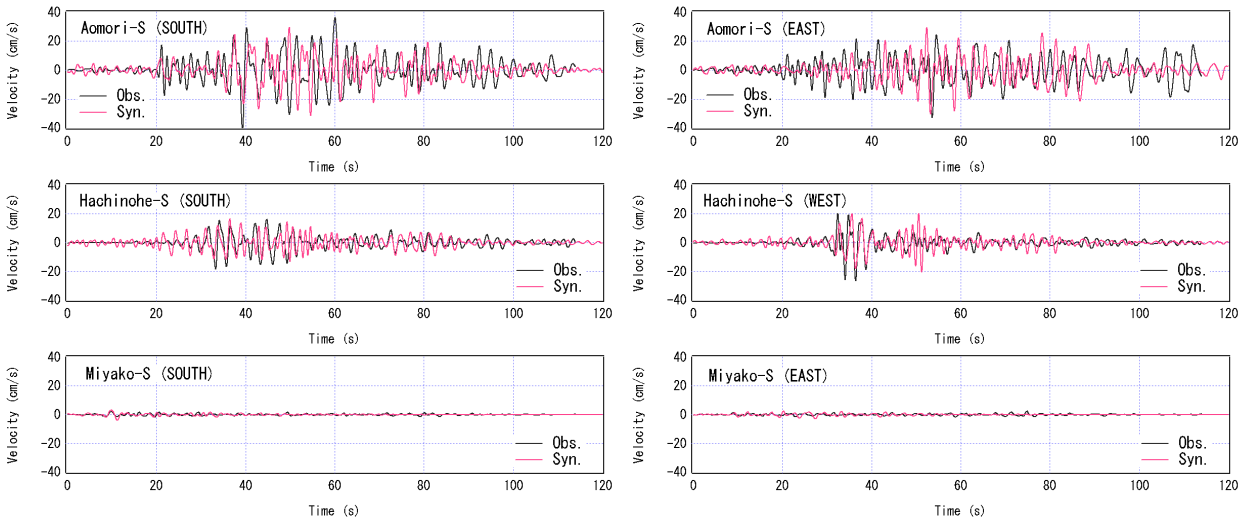 Velocity (cm/s)
40
20
0
-20
-40
Aomori-S (SOUTH)
Obs.
Syn.
0 20 40 60 80 100 120
Time (s)
Velocity (cm/s)
40
20
0
-20
-40
Aomori-S (EAST)
Obs.
Syn.
0 20 40 60 80 100 120
Time (s)
Velocity (cm/s)
40
20
0
-20
-40
Hachinohe-S (SOUTH)
Obs.
Syn.
0 20 40 60 80 100 120
Time (s)
Velocity (cm/s)
40
20
0
-20
-40
Hachinohe-S (WEST)
Obs.
Syn.
0 20 40 60 80 100 120
Time (s)
Velocity (cm/s)
40
20
0
-20
-40
Miyako-S (SOUTH)
Obs.
Syn.
0 20 40 60 80 100 120
Time (s)
Velocity (cm/s)
40
20
0
-20
-40
Miyako-S (EAST)
Obs.
Syn.
0 20 40 60 80 100 120
Time (s)